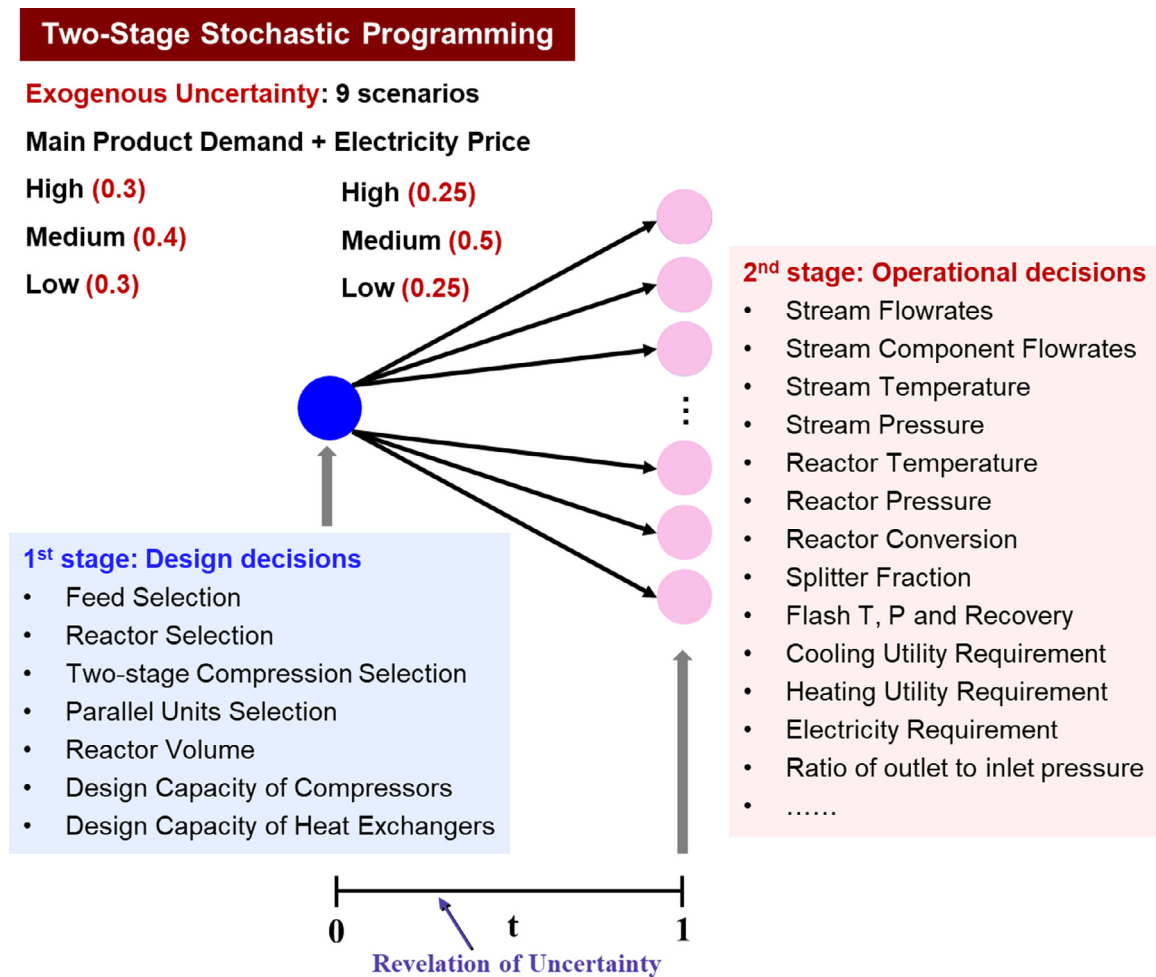 Two-Stage Stochastic Programming
Exogenous Uncertainty: 9 scenarios
Main Product Demand + Electricity Price
High (0.3)
High (0.25)
Medium (0.4)
Medium (0.5)
Low (0.3)
Low (0.25)
1st stage: Design decisions
• Feed Selection
• Reactor Selection
• Two-stage Compression Selection
• Parallel Units Selection
• Reactor Volume
• Design Capacity of Compressors
• Design Capacity of Heat Exchangers
2nd stage: Operational decisions
• Stream Flowrates
• Stream Component Flowrates
• Stream Temperature
• Stream Pressure
• Reactor Temperature
• Reactor Pressure
• Reactor Conversion
• Splitter Fraction
• Flash T, P and Recovery
• Cooling Utility Requirement
• Heating Utility Requirement
• Electricity Requirement
• Ratio of outlet to inlet pressure
• ......
0 t 1
Revelation of Uncertainty